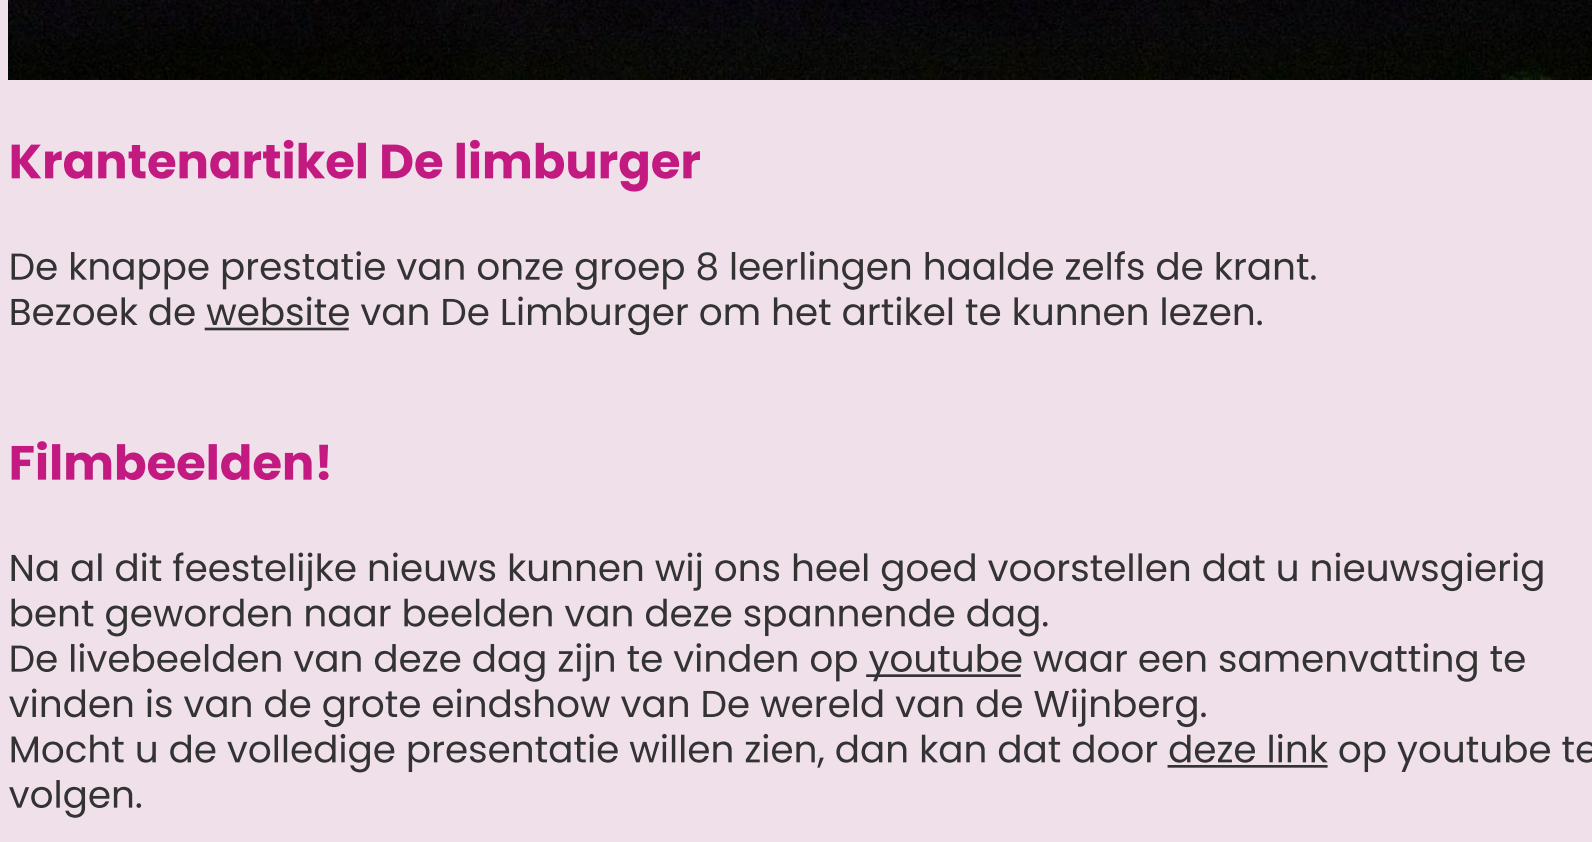 Krantenartikel De limburger
De knappe prestatie van onze groep 8 leerlingen haalde zelfs de krant.
Bezoek de website van De Limburger om het artikel te kunnen lezen.
Filmbeelden!
Na al dit feestelijke nieuws kunnen wij ons heel goed voorstellen dat u nieuwsgierig
bent geworden naar beelden van deze spannende dag.
De livebeelden van deze dag zijn te vinden op youtube waar een samenvatting te
vinden is van de grote eindshow van De wereld van de Wijnberg.
Mocht u de volledige presentatie willen zien, dan kan dat door deze link op youtube te
volgen.